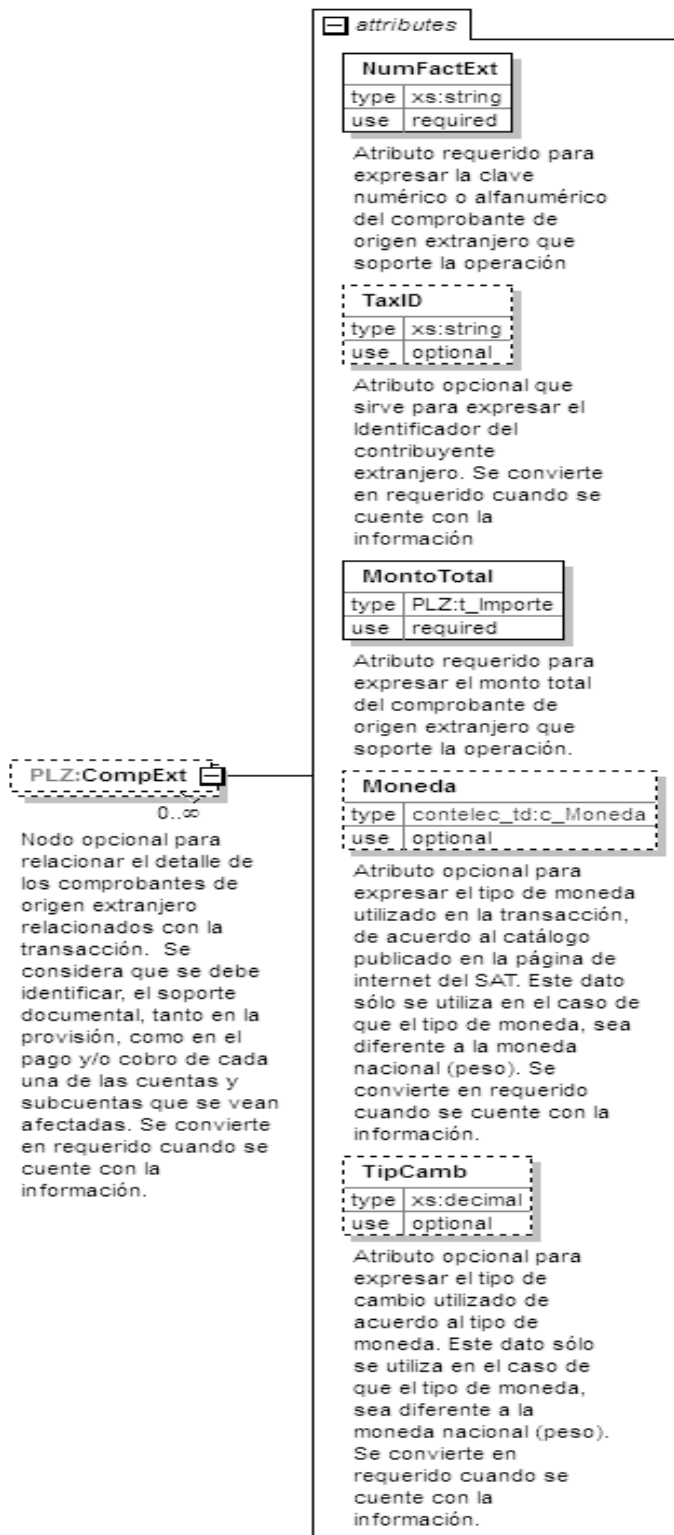 attributes
NumFactExt
type xs:string
use required
Atributo requerido para
expresar la clave
numérico o alfanumérico
del comprobante de
origen extranjero que
soporte la operación
TaxID
type xs:string
use optional
Atributo opcional que
sirve para expresar el
Identificador del
contribuyente
extranjero. Se convierte
en requerido cuando se
cuente con la
información
MontoTotal
type PLZ:t_Importe
use required
Atributo requerido para
expresar el monto total
del comprobante de
origen extranjero que
soporte la operación.
PLZ:CompExt
0..∞
Nodo opcional para
relacionar el detalle de
los comprobantes de
origen extranjero
relacionados con la
transacción. Se
considera que se debe
identificar, el soporte
documental, tanto en la
provisión, como en el
pago y/o cobro de cada
una de las cuentas y
subcuentas que se vean
afectadas. Se convierte
en requerido cuando se
cuente con la
información.
Moneda
type contelec_td:c_Moneda
use optional
Atributo opcional para
expresar el tipo de moneda
utilizado en la transacción,
de acuerdo al catálogo
publicado en la página de
internet del SAT. Este dato
sólo se utiliza en el caso de
que el tipo de moneda, sea
diferente a la moneda
nacional (peso). Se
convierte en requerido
cuando se cuente con la
información.
TipCamb
type xs:decimal
use optional
Atributo opcional para
expresar el tipo de
cambio utilizado de
acuerdo al tipo de
moneda. Este dato sólo
se utiliza en el caso de
que el tipo de moneda,
sea diferente a la
moneda nacional (peso).
Se convierte en
requerido cuando se
cuente con la
información.